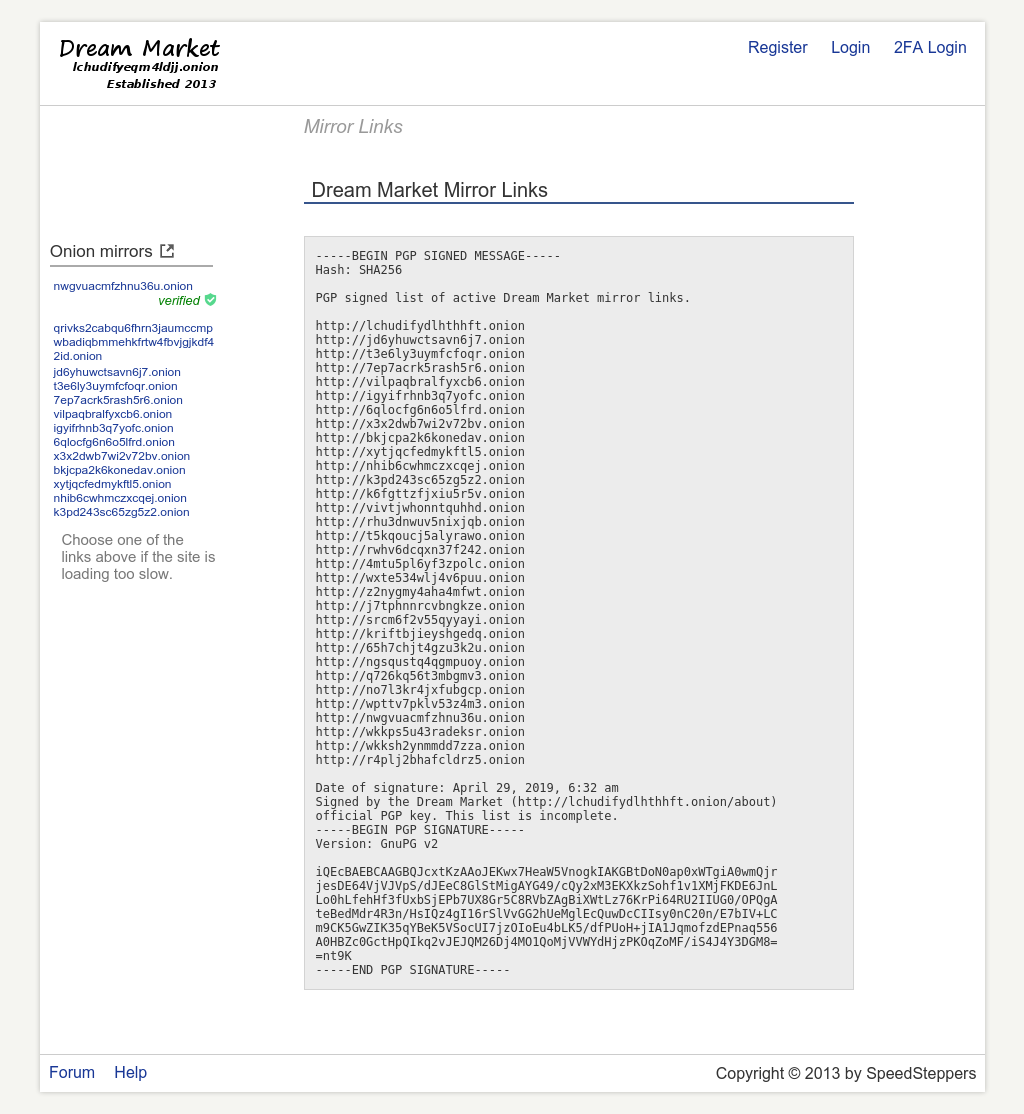 Dream Market
lchudifyeqm4ldjj.onion
Established 2013
Register Login 2FA Login
Mirror Links
Dream Market Mirror Links
Onion mirrors
nwgvuacmfzhnu36u.onion
verified
qrivks2cabqu6fhrn3jaumccmp
wbadiqbmmehkfrtw4fbvjgjkdf4
2id.onion
jd6yhuwctsavn6j7.onion
t3e6ly3uymfcfoqr.onion
7ep7acrk5rash5r6.onion
vilpaqbralfyxcb6.onion
igyifrhnb3q7yofc.onion
6qlocfg6n6o5lfrd.onion
x3x2dwb7wi2v72bv.onion
bkjcpa2k6konedav.onion
xytjqcfedmykftl5.onion
nhib6cwhmczxcqej.onion
k3pd243sc65zg5z2.onion
Choose one of the
links above if the site is
loading too slow.
-----BEGIN PGP SIGNED MESSAGE-----
Hash: SHA256
PGP signed list of active Dream Market mirror links.
http://lchudifydlhthhft.onion
http://jd6yhuwctsavn6j7.onion
http://t3e6ly3uymfcfoqr.onion
http://7ep7acrk5rash5r6.onion
http://vilpaqbralfyxcb6.onion
http://igyifrhnb3q7yofc.onion
http://6qlocfg6n6o5lfrd.onion
http://x3x2dwb7wi2v72bv.onion
http://bkjcpa2k6konedav.onion
http://xytjqcfedmykftl5.onion
http://nhib6cwhmczxcqej.onion
http://k3pd243sc65zg5z2.onion
http://k6fgttzfjxiu5r5v.onion
http://vivtjwhonntquhhd.onion
http://rhu3dnwuv5nixjqb.onion
http://t5kqoucj5alyrawo.onion
http://rwhv6dcqxn37f242.onion
http://4mtu5pl6yf3zpolc.onion
http://wxte534wlj4v6puu.onion
http://z2nygmy4aha4mfwt.onion
http://j7tphnnrcvbngkze.onion
http://srcm6f2v55qyyayi.onion
http://kriftbjieyshgedq.onion
http://65h7chjt4gzu3k2u.onion
http://ngsqustq4qgmpuoy.onion
http://q726kq56t3mbgmv3.onion
http://no7l3kr4jxfubgcp.onion
http://wpttv7pklv53z4m3.onion
http://nwgvuacmfzhnu36u.onion
http://wkkps5u43radeksr.onion
http://wkksh2ynmmdd7zza.onion
http://r4plj2bhafcldrz5.onion
Date of signature: April 29, 2019, 6:32 am
Signed by the Dream Market (http://lchudifydlhthhft.onion/about)
official PGP key. This list is incomplete.
-----BEGIN PGP SIGNATURE-----
Version: GnuPG v2
iQEcBAEBCAAGBQJcxtKzAAoJEKwx7HeaW5VnogkIAKGBtDoN0ap0xWTgiA0wmQjr
jesDE64VjVJVpS/dJEeC8GlStMigAYG49/cQy2xM3EKXkzSohf1v1XMjFKDE6JnL
Lo0hLfehHf3fUxbSjEPb7UX8Gr5C8RVbZAgBiXWtLz76KrPi64RU2IIUG0/OPQgA
teBedMdr4R3n/HsIQz4gI16rSlVvGG2hUeMglEcQuwDcCIIsy0nC20n/E7bIV+LC
m9CK5GwZIK35qYBeK5VSocUI7jzOIoEu4bLK5/dfPUoH+jIA1JqmofzdEPnaq556
A0HBZc0GctHpQIkq2vJEJQM26Dj4MO1QoMjVVWYdHjzPKOqZoMF/iS4J4Y3DGM8=
=nt9K
-----END PGP SIGNATURE-----
Forum Help
Copyright © 2013 by SpeedSteppers